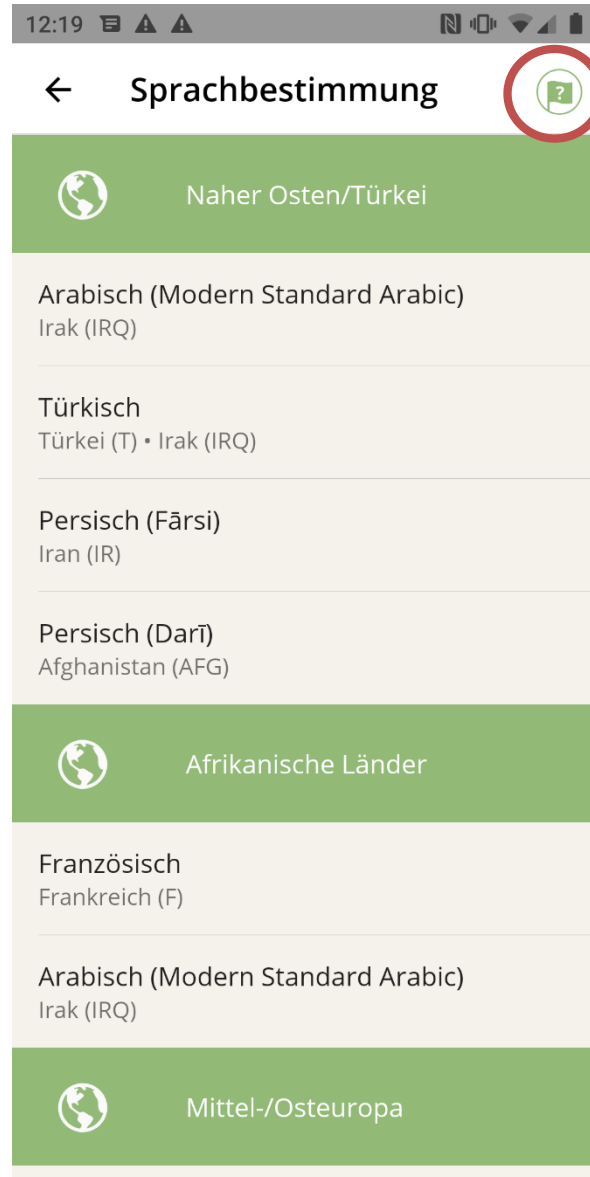 12:19
Sprachbestimmung
?
Naher Osten/Türkei
Arabisch (Modern Standard Arabic)
Irak (IRQ)
Türkisch
Türkei (T) • Irak (IRQ)
Persisch (Fārsi)
Iran (IR)
Persisch (Darī)
Afghanistan (AFG)
Afrikanische Länder
Französisch
Frankreich (F)
Arabisch (Modern Standard Arabic)
Irak (IRQ)
Mittel-/Osteuropa